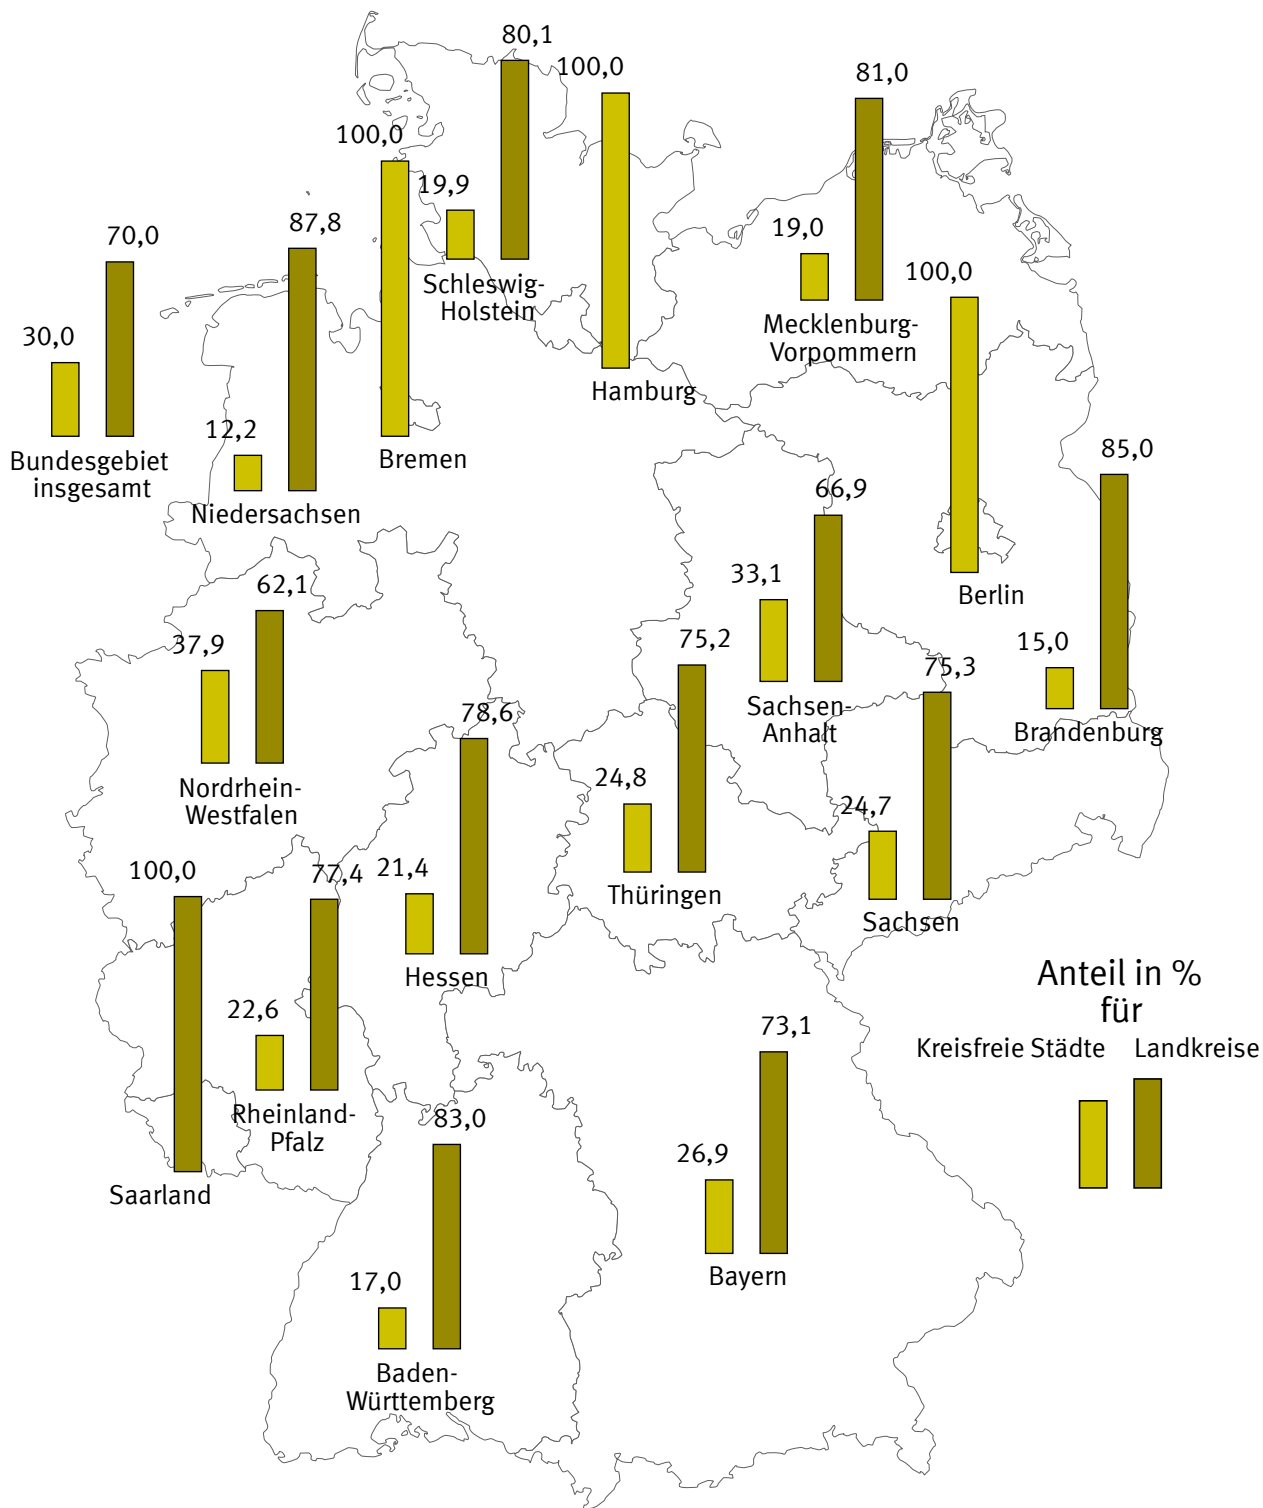 80,1
100,0
81,0
100,0
19,9
87,8
19,0
70,0
100,0
Schleswig-
Holstein
Mecklenburg-
Vorpommern
30,0
Hamburg
12,2
Bremen
85,0
Bundesgebiet
insgesamt
Niedersachsen
66,9
62,1
33,1
Berlin
37,9
75,2
15,0
75,3
Sachsen-
Anhalt
78,6
Brandenburg
Nordrhein-
Westfalen
24,8
24,7
100,0
77,4
21,4
Thüringen
Sachsen
Hessen
Anteil in %
für
22,6
73,1
Kreisfreie Städte
Landkreise
Rheinland-
Pfalz
83,0
26,9
Saarland
Bayern
17,0
Baden-
Württemberg